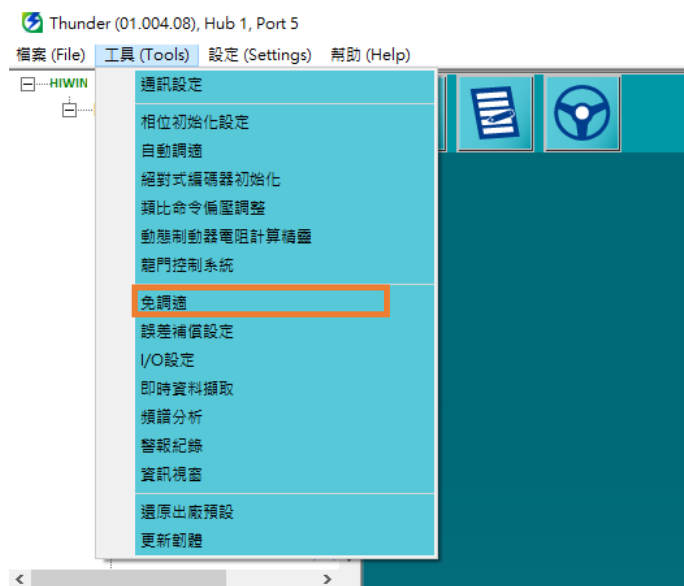 Thunder (01.004.08), Hub 1, Port 5
檔案 (File) 工具 (Tools) 設定 (Settings) 幫助 (Help)
HIWIN
通訊設定
相位初始化設定
自動調適
絕對式編碼器初始化
類比命令偏壓調整
動態制動器電阻計算精靈
龍門控制系統
免調適
誤差補償設定
I/O設定
即時資料擷取
頻譜分析
警報紀錄
資訊視窗
還原出廠預設
更新韌體